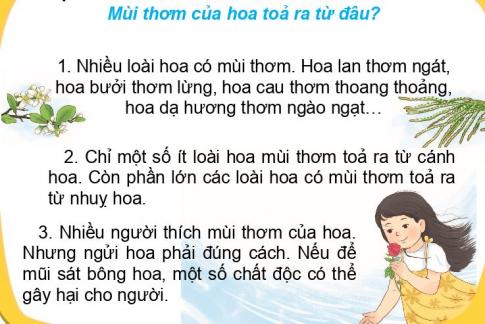 Mùi thơm của hoa toả ra từ đâu?
1. Nhiều loài hoa có mùi thơm. Hoa lan thơm ngát,
hoa bưởi thơm lừng, hoa cau thơm thoang thoảng,
hoa dạ hương thơm ngào ngạt…
2. Chỉ một số ít loài hoa mùi thơm toả ra từ cánh
hoa. Còn phần lớn các loài hoa có mùi thơm toả ra
từ nhuỵ hoa.
3. Nhiều người thích mùi thơm của hoa.
Nhưng ngửi hoa phải đúng cách. Nếu để
mũi sát bông hoa, một số chất độc có thể
gây hại cho người.